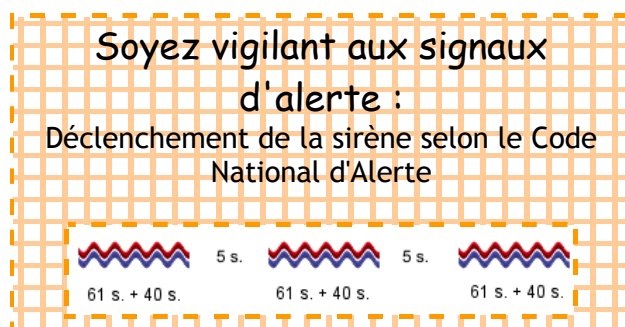 Soyez vigilant aux signaux
d'alerte :
Déclenchement de la sirène selon le Code
National d'Alerte
5 s. 5 s.
61 s. + 40 s. 61 s. + 40 s. 61 s. + 40 s.